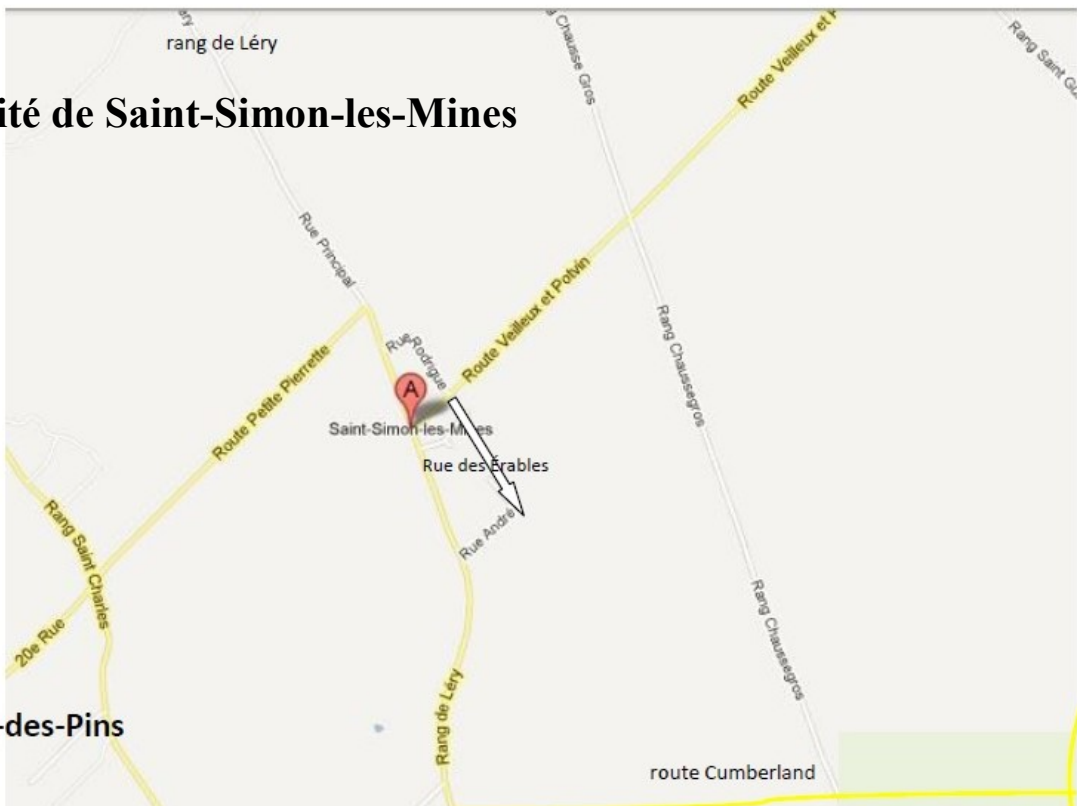 rang de Léry
Chausse Gros
Route Veilleux et P
Rang Saint Gu
ité de Saint-Simon-les-Mines
Rue Principal
Route Veilleux et Potvin
Rue Rodrigue
Rang Chaussegros
Route Petite Pierrette
A
Saint-Simon-les-Mines
Rue des Érables
Rang Saint Charles
Rue André
20e Rue
Rang Chaussegros
Rang de Léry
-des-Pins
route Cumberland